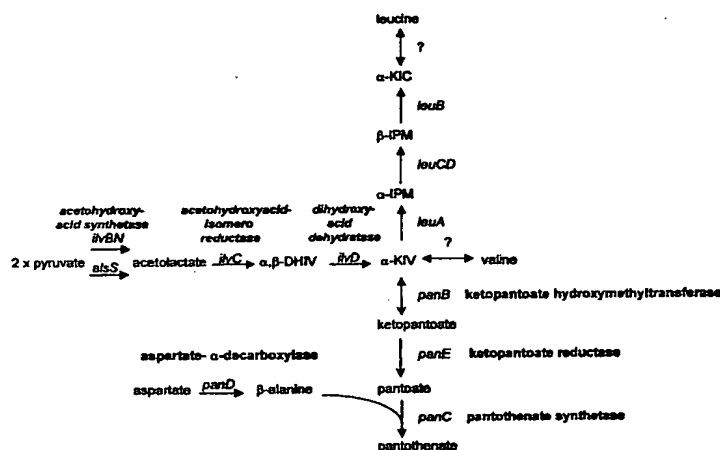 leucine
?
α-KIC
leuB
β-IPM
leuCD
α-IPM
leuA
acetohydroxy-
acid synthetase
ilvBN
acetohydroxyacid-
isomero
reductase
dihydroxy-
acid
dehydratase
2 x pyruvate alsS acetolactate ilvC α,β-DHIV ilvD α-KIV ? valine
panB ketopantoate hydroxymethyltransferase
ketopantoate
panE ketopantoate reductase
aspartate- α-decarboxylase
aspartate panD β-alanine pantoate
panC pantothenate synthetase
pantothenate